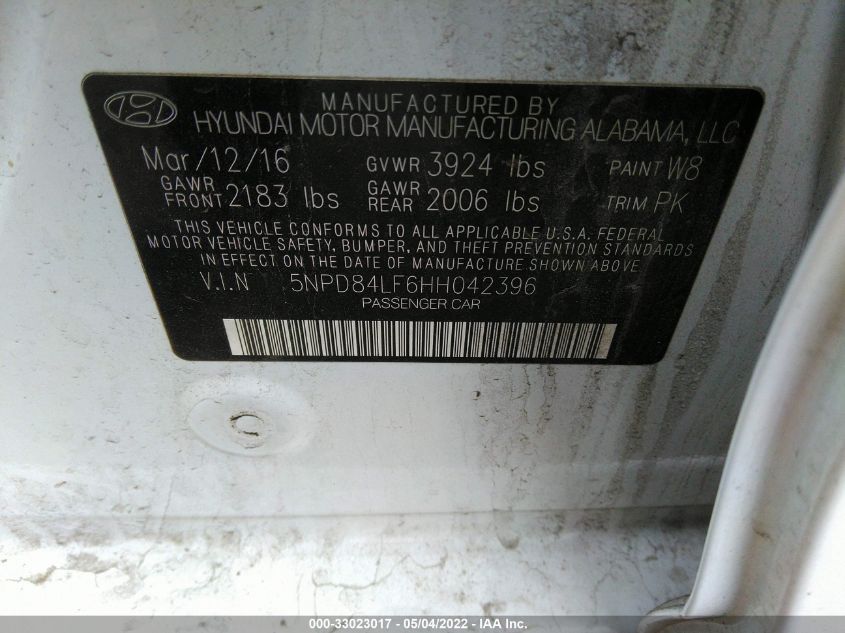 MANUFACTURED BY
HYUNDAI MOTOR MANUFACTURING ALABAMA, LLC
Mar/12/16 GVWR 3924 lbs PAINT W8
GAWR FRONT 2183 lbs GAWR REAR 2006 lbs TRIM PK
THIS VEHICLE CONFORMS TO ALL APPLICABLE U.S.A. FEDERAL
MOTOR VEHICLE SAFETY, BUMPER, AND THEFT PREVENTION STANDARDS
IN EFFECT ON THE DATE OF MANUFACTURE SHOWN ABOVE.
V.I.N 5NPD84LF6HH042396
PASSENGER CAR
000-33023017 - 05/04/2022 - IAA Inc.